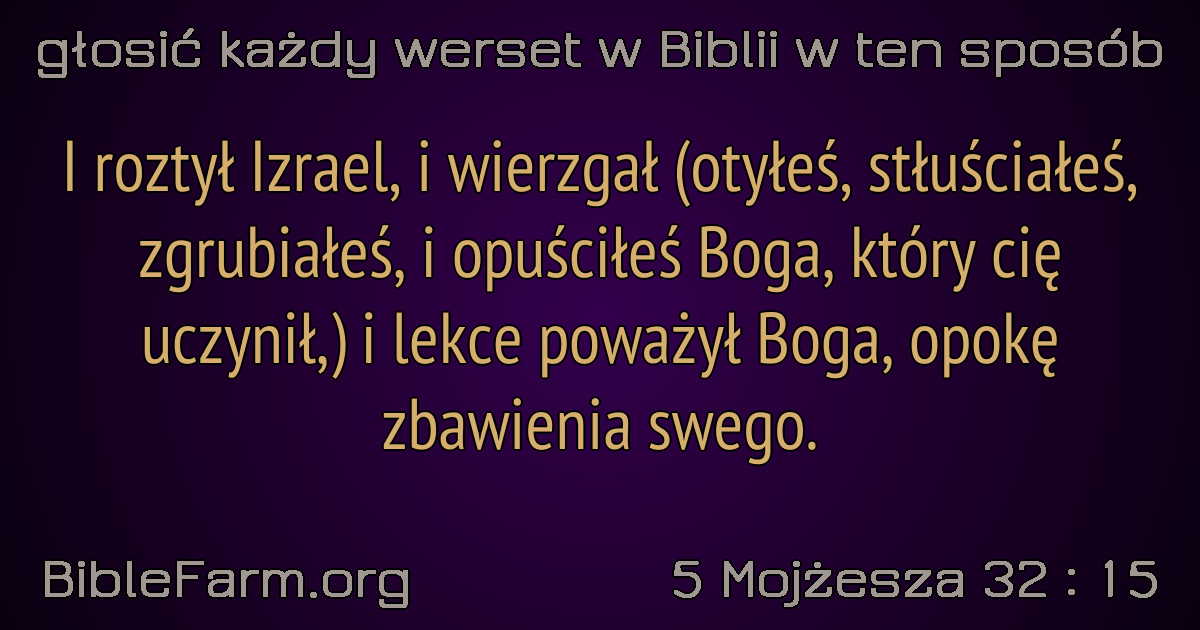 głosić każdy werset w Biblii w ten sposób
I roztył Izrael, i wierzgał (otyłeś, stłuściałeś,
zgrubiałeś, i opuściłeś Boga, który cię
uczynił,) i lekce poważył Boga, opokę
zbawienia swego.
BibleFarm.org
5 Mojżesza 32 : 15